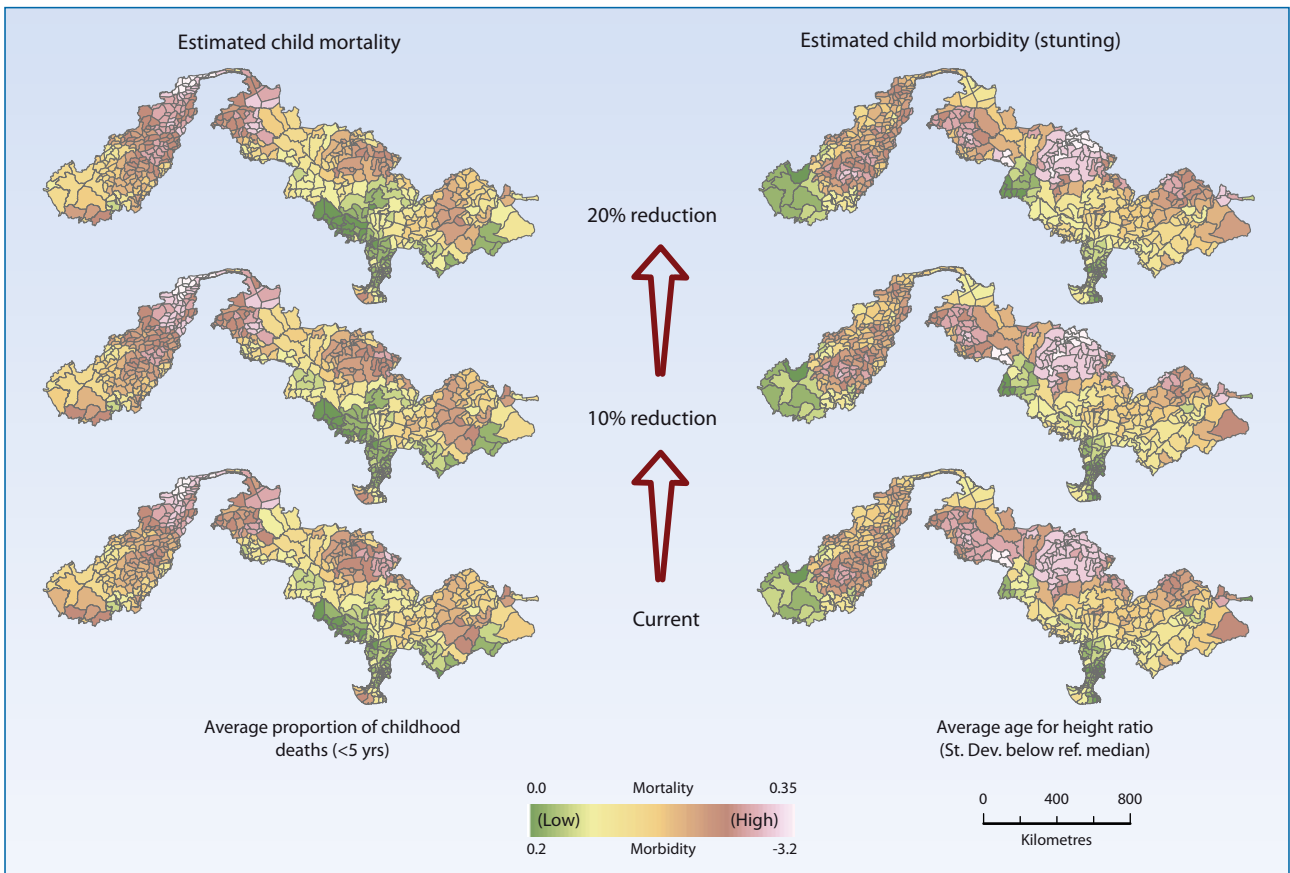 Estimated child mortality
Estimated child morbidity (stunting)
20% reduction
10% reduction
Current
Average proportion of childhood
deaths (<5 yrs)
Average age for height ratio
(St. Dev. below ref. median)
0.0 Mortality 0.35
(Low) (High)
0.2 Morbidity -3.2
0 400 800
Kilometres